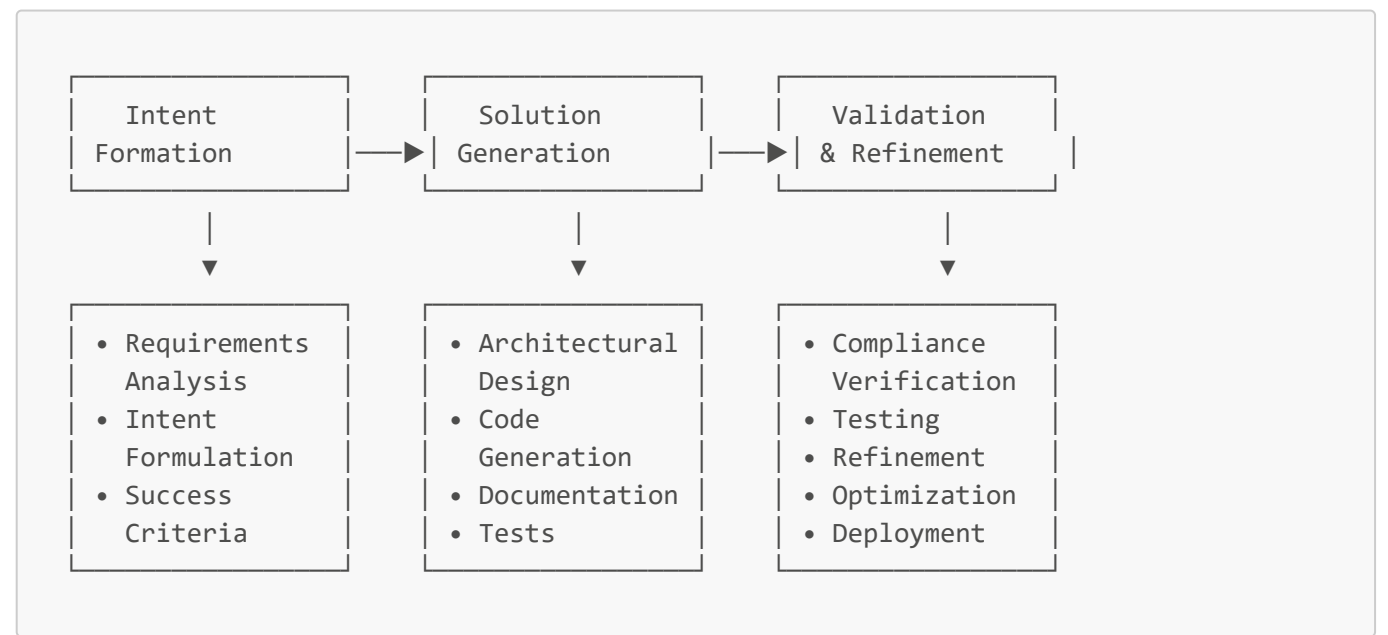 Intent Solution Validation
Formation Generation & Refinement
• Requirements • Architectural • Compliance
Analysis Design Verification
• Intent • Code • Testing
Formulation Generation • Refinement
• Success • Documentation • Optimization
Criteria • Tests • Deployment